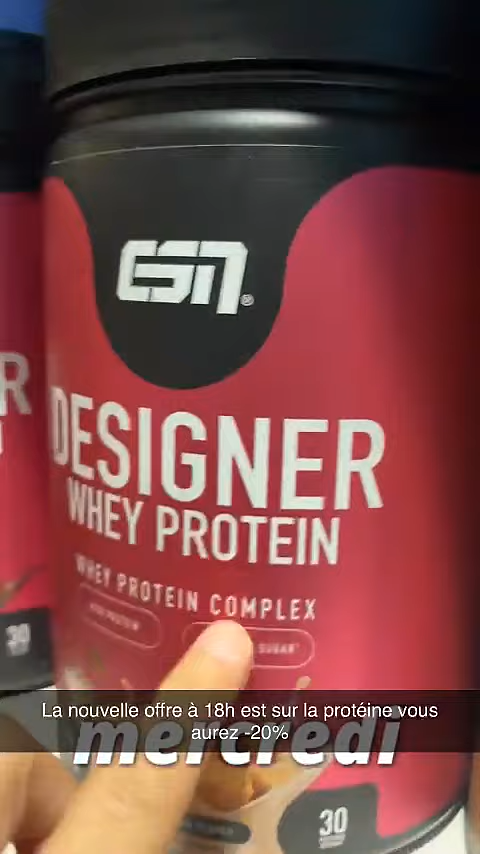 ESN®
DESIGNER
WHEY PROTEIN
WHEY PROTEIN COMPLEX
SUGAR
R
30
La nouvelle offre à 18h est sur la protéine vous
aurez -20%
mercredi
30